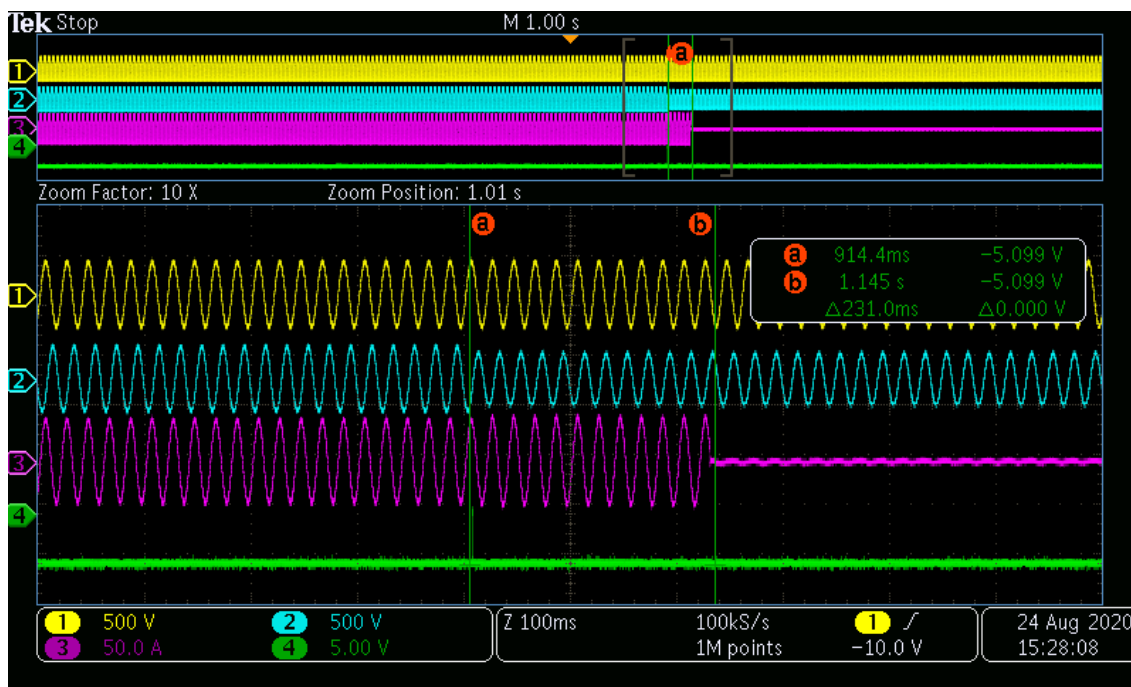 Tek Stop M 1.00 s
a
1
2
3
4
Zoom Factor: 10 X Zoom Position: 1.01 s
a b
a 914.4ms -5.099 V
b 1.145 s -5.099 V
△231.0ms △0.000 V
1
2
3
4
1 500 V 2 500 V Z 100ms 100kS/s 1 24 Aug 2020
3 50.0 A 4 5.00 V 1M points -10.0 V 15:28:08